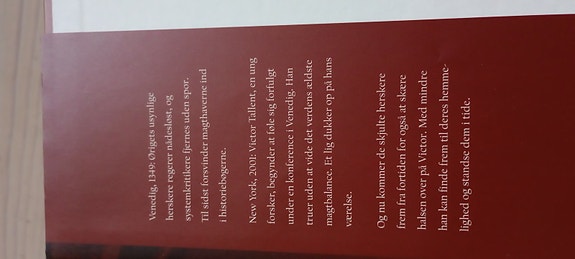 Venedig, 1349: Ørigets usynlige
herskere regerer nådesløst, og
systemkritikere fjernes uden spor.
Til sidst forsvinder magthaverne ind
i historiebøgerne.
New York, 2001: Victor Tallent, en ung
forsker, begynder at føle sig forfulgt
under en konference i Venedig. Han
truer uden at vide det verdens ældste
magtbalance. Et lig dukker op på hans
værelse.
Og nu kommer de skjulte herskere
frem fra fortiden for også at skære
halsen over på Victor. Med mindre
han kan finde frem til deres hemme-
lighed og standse dem i tide.